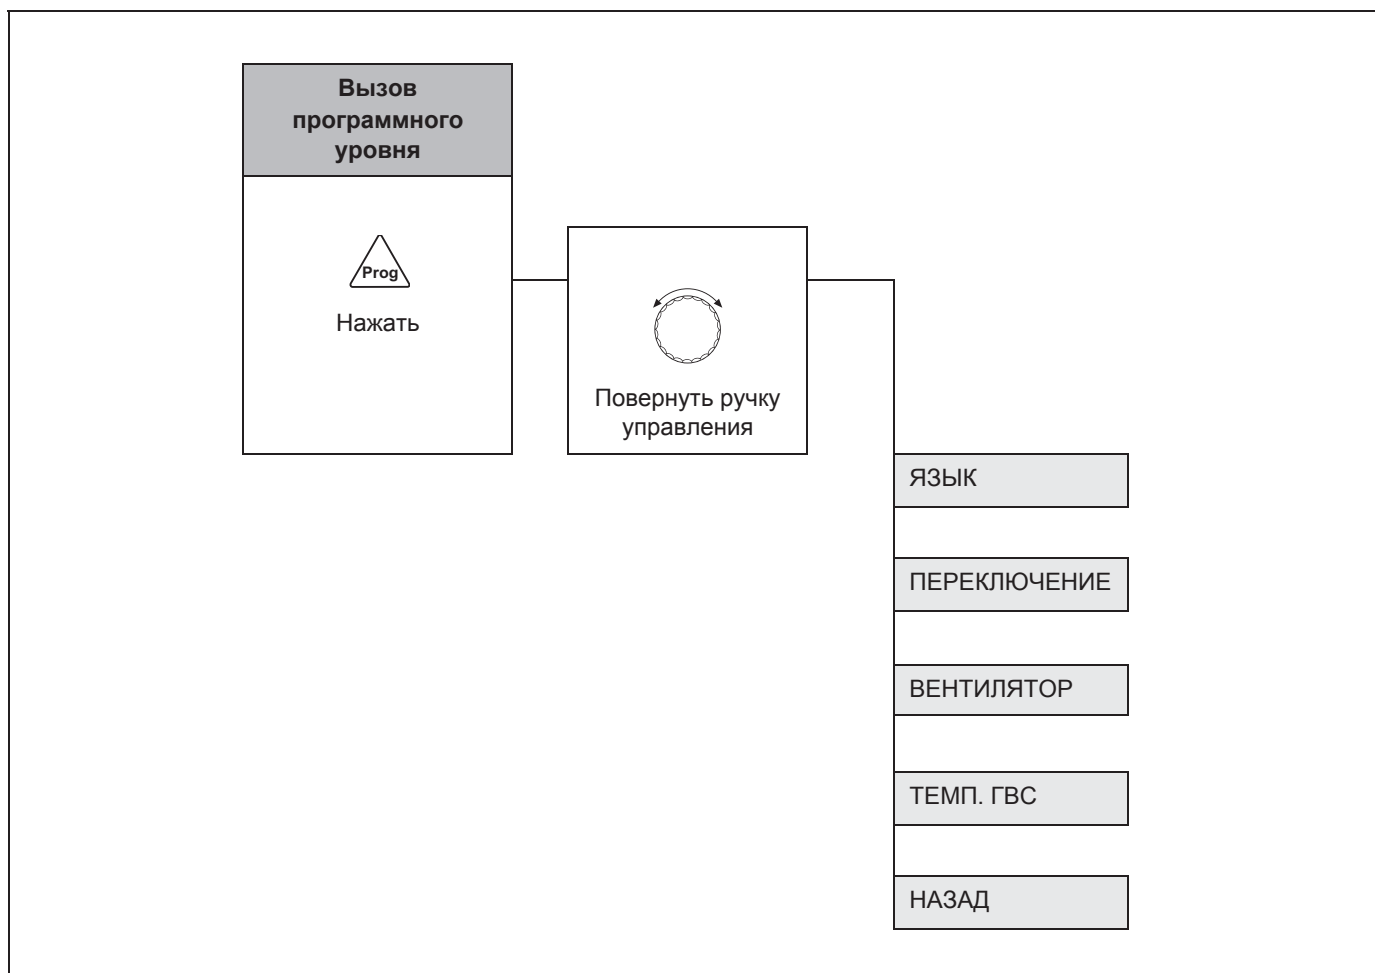 Вызов
программного
уровня
Prog
Нажать
Повернуть ручку
управления
ЯЗЫК
ПЕРЕКЛЮЧЕНИЕ
ВЕНТИЛЯТОР
ТЕМП. ГВС
НАЗАД